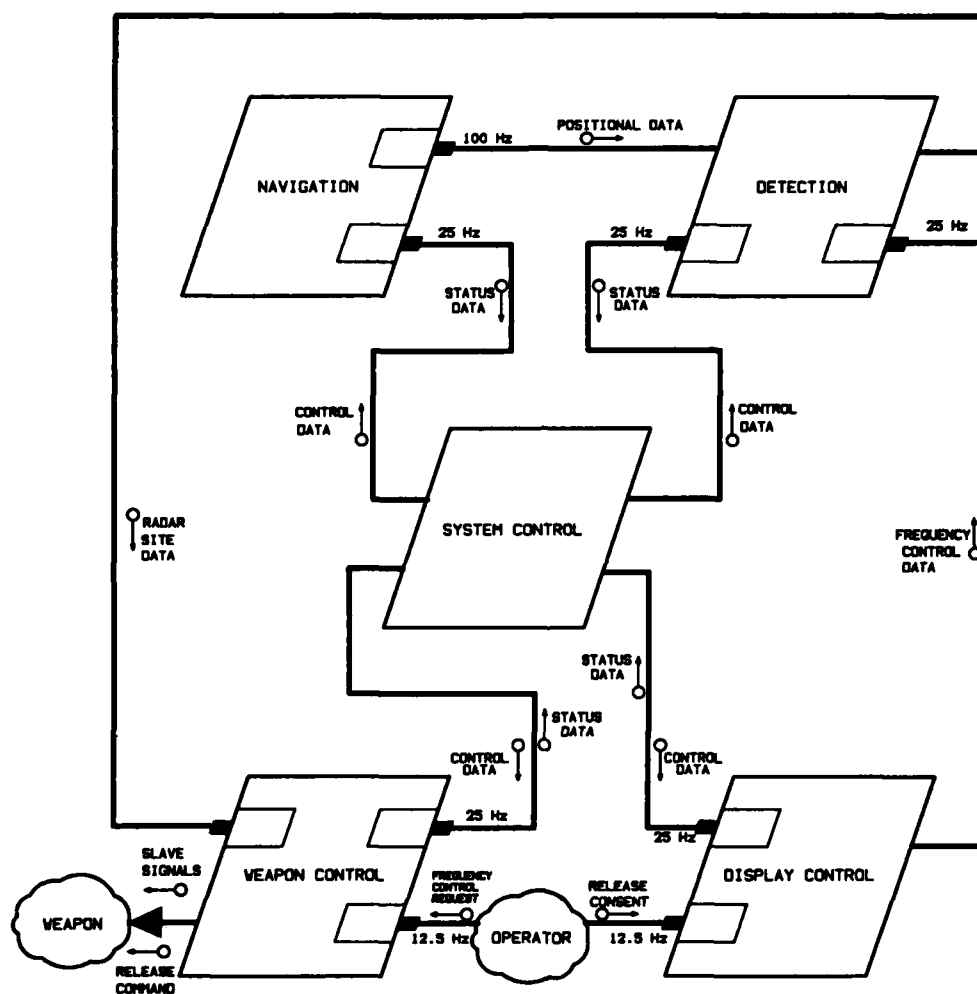 POSITIONAL DATA
100 Hz
NAVIGATION
DETECTION
25 Hz
25 Hz
25 Hz
STATUS
DATA
STATUS
DATA
CONTROL
DATA
CONTROL
DATA
SYSTEM CONTROL
RADAR
SITE
DATA
FREQUENCY
CONTROL
DATA
STATUS
DATA
STATUS
DATA
CONTROL
DATA
CONTROL
DATA
25 Hz
25 Hz
SLAVE
SIGNALS
WEAPON CONTROL
FREQUENCY
CONTROL
REQUEST
RELEASE
CONSENT
DISPLAY CONTROL
WEAPON
OPERATOR
12.5 Hz
12.5 Hz
RELEASE
COMMAND